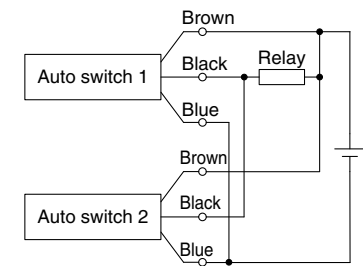 Brown
Auto switch 1
Black
Relay
Blue
Brown
Auto switch 2
Black
Blue